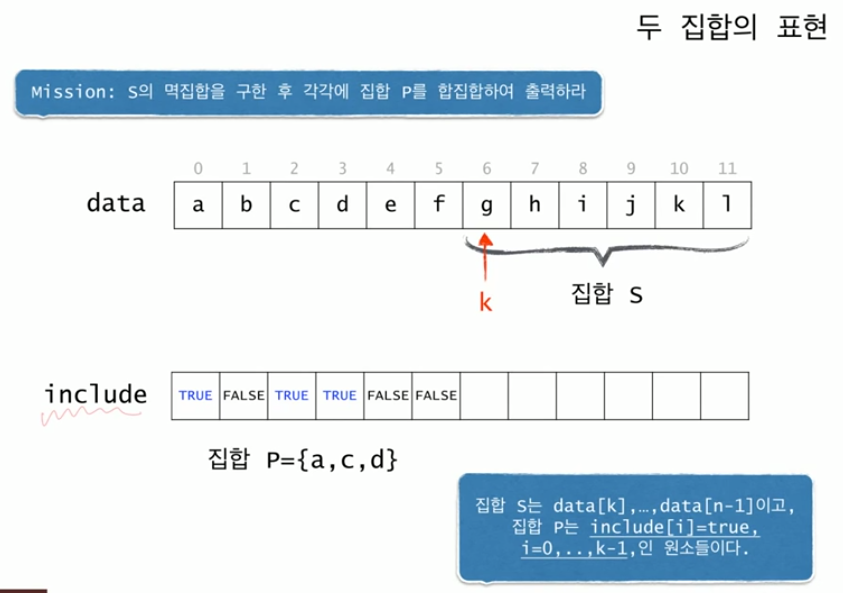 두 집합의 표현
Mission: S의 멱집합을 구한 후 각각에 집합 P를 합집합하여 출력하라
0 1 2 3 4 5 6 7 8 9 10 11
data a b c d e f g h i j k l
k
집합 S
include TRUE FALSE TRUE TRUE FALSE FALSE
집합 P={a,c,d}
집합 S는 data[k],…,data[n-1]이고,
집합 P는 include[i]=true,
i=0,..,k-1,인 원소들이다.